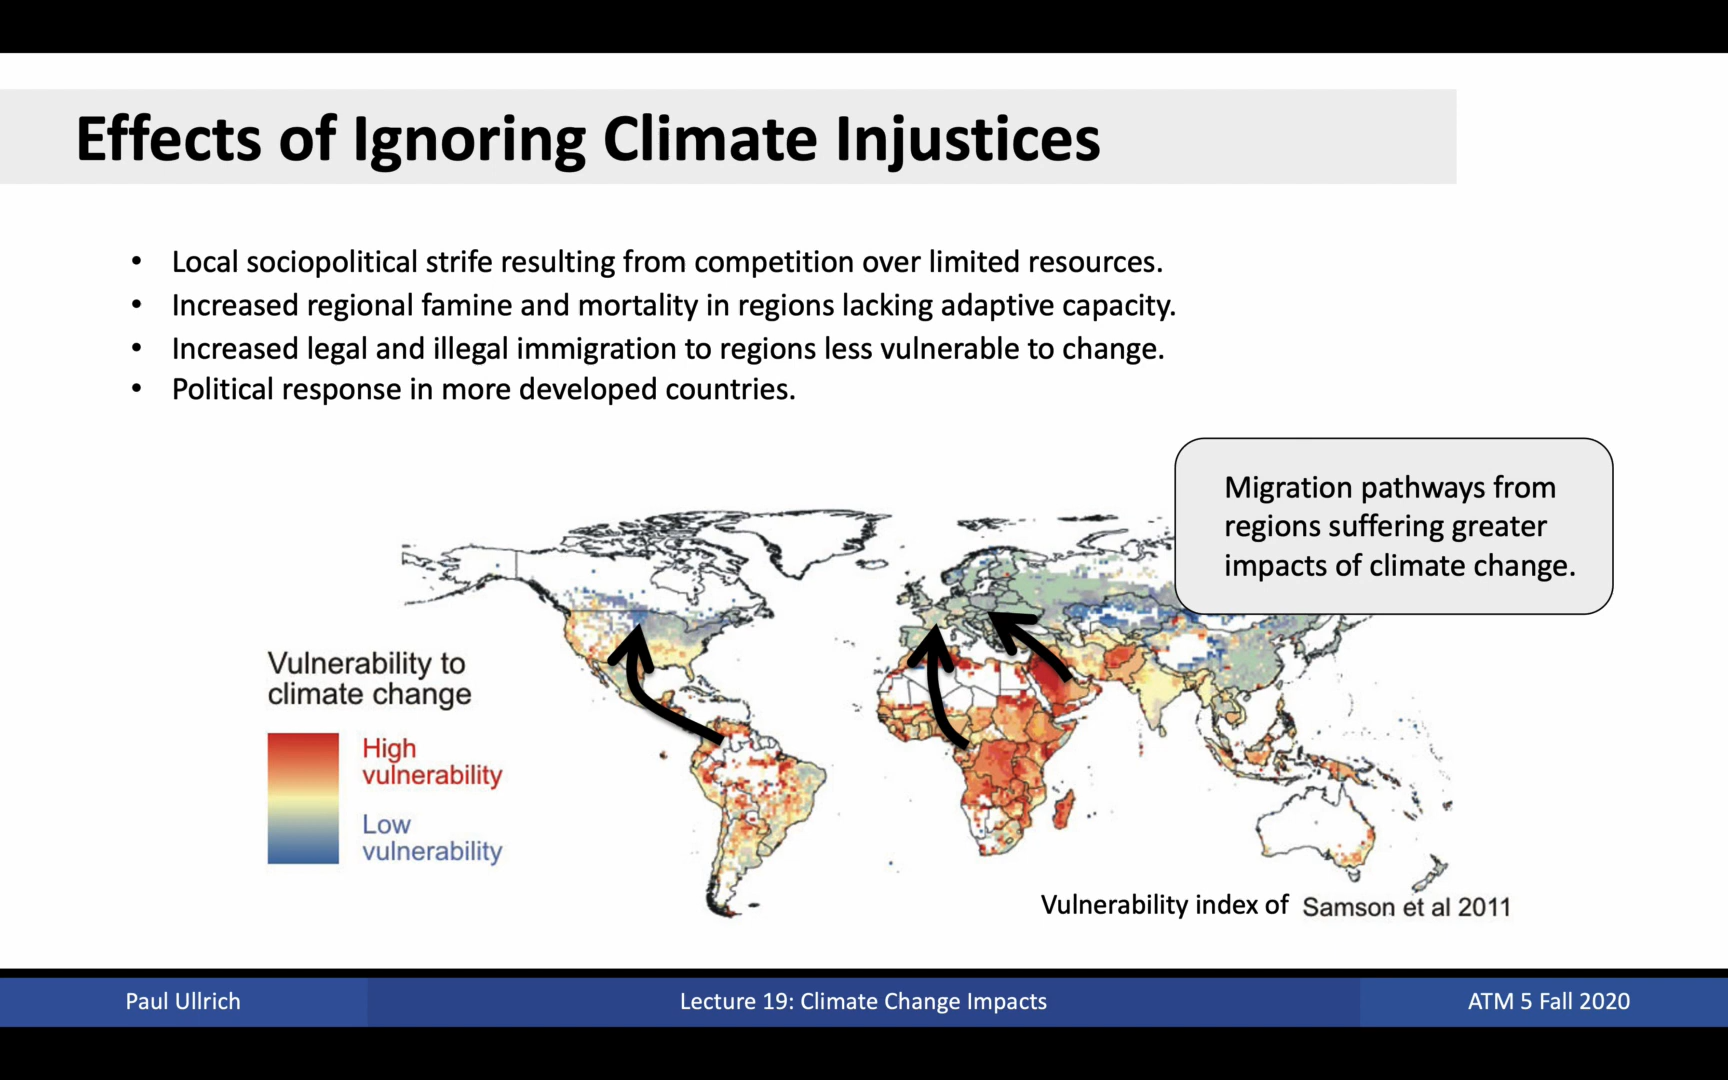 Effects of Ignoring Climate Injustices
• Local sociopolitical strife resulting from competition over limited resources.
• Increased regional famine and mortality in regions lacking adaptive capacity.
• Increased legal and illegal immigration to regions less vulnerable to change.
• Political response in more developed countries.
Migration pathways from
regions suffering greater
impacts of climate change.
Vulnerability to
climate change
High
vulnerability
Low
vulnerability
Vulnerability index of Samson et al 2011
Paul Ullrich
Lecture 19: Climate Change Impacts
ATM 5 Fall 2020